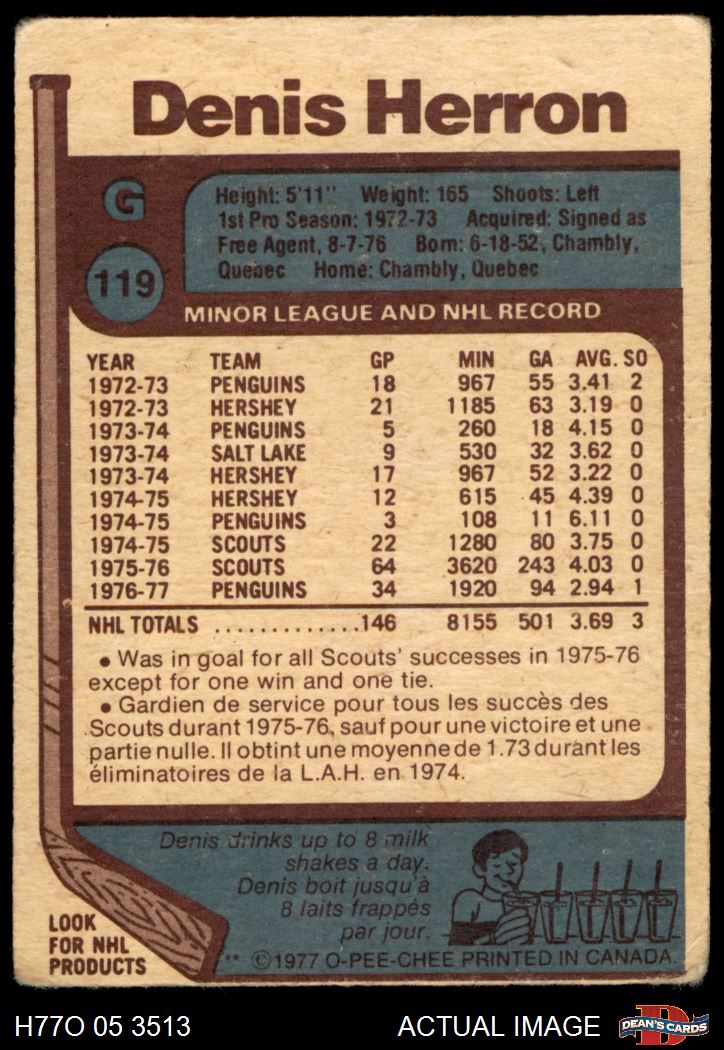 Denis Herron
G
119
Height: 5'11" Weight: 165 Shoots: Left
1st Pro Season: 1972-73 Acquired: Signed as
Free Agent, 8-7-76 Born: 6-18-52, Chambly,
Quebec Home: Chambly, Quebec
MINOR LEAGUE AND NHL RECORD
YEAR TEAM GP MIN GA AVG. SO
1972-73 PENGUINS 18 967 55 3.41 2
1972-73 HERSHEY 21 1185 63 3.19 0
1973-74 PENGUINS 5 260 18 4.15 0
1973-74 SALT LAKE 9 530 32 3.62 0
1973-74 HERSHEY 17 967 52 3.22 0
1974-75 HERSHEY 12 615 45 4.39 0
1974-75 PENGUINS 3 108 11 6.11 0
1974-75 SCOUTS 22 1280 80 3.75 0
1975-76 SCOUTS 64 3620 243 4.03 0
1976-77 PENGUINS 34 1920 94 2.94 1
NHL TOTALS .............146 8155 501 3.69 3
• Was in goal for all Scouts' successes in 1975-76
except for one win and one tie.
• Gardien de service pour tous les succès des
Scouts durant 1975-76, sauf pour une victoire et une
partie nulle. Il obtint une moyenne de 1.73 durant les
éliminatoires de la L.A.H. en 1974.
Denis drinks up to 8 milk
shakes a day.
Denis boit jusqu'à
8 laits frappés
par jour.
LOOK
FOR NHL
PRODUCTS
** ©1977 O-PEE-CHEE PRINTED IN CANADA.
H77O 05 3513 ACTUAL IMAGE DEAN'S CARDS